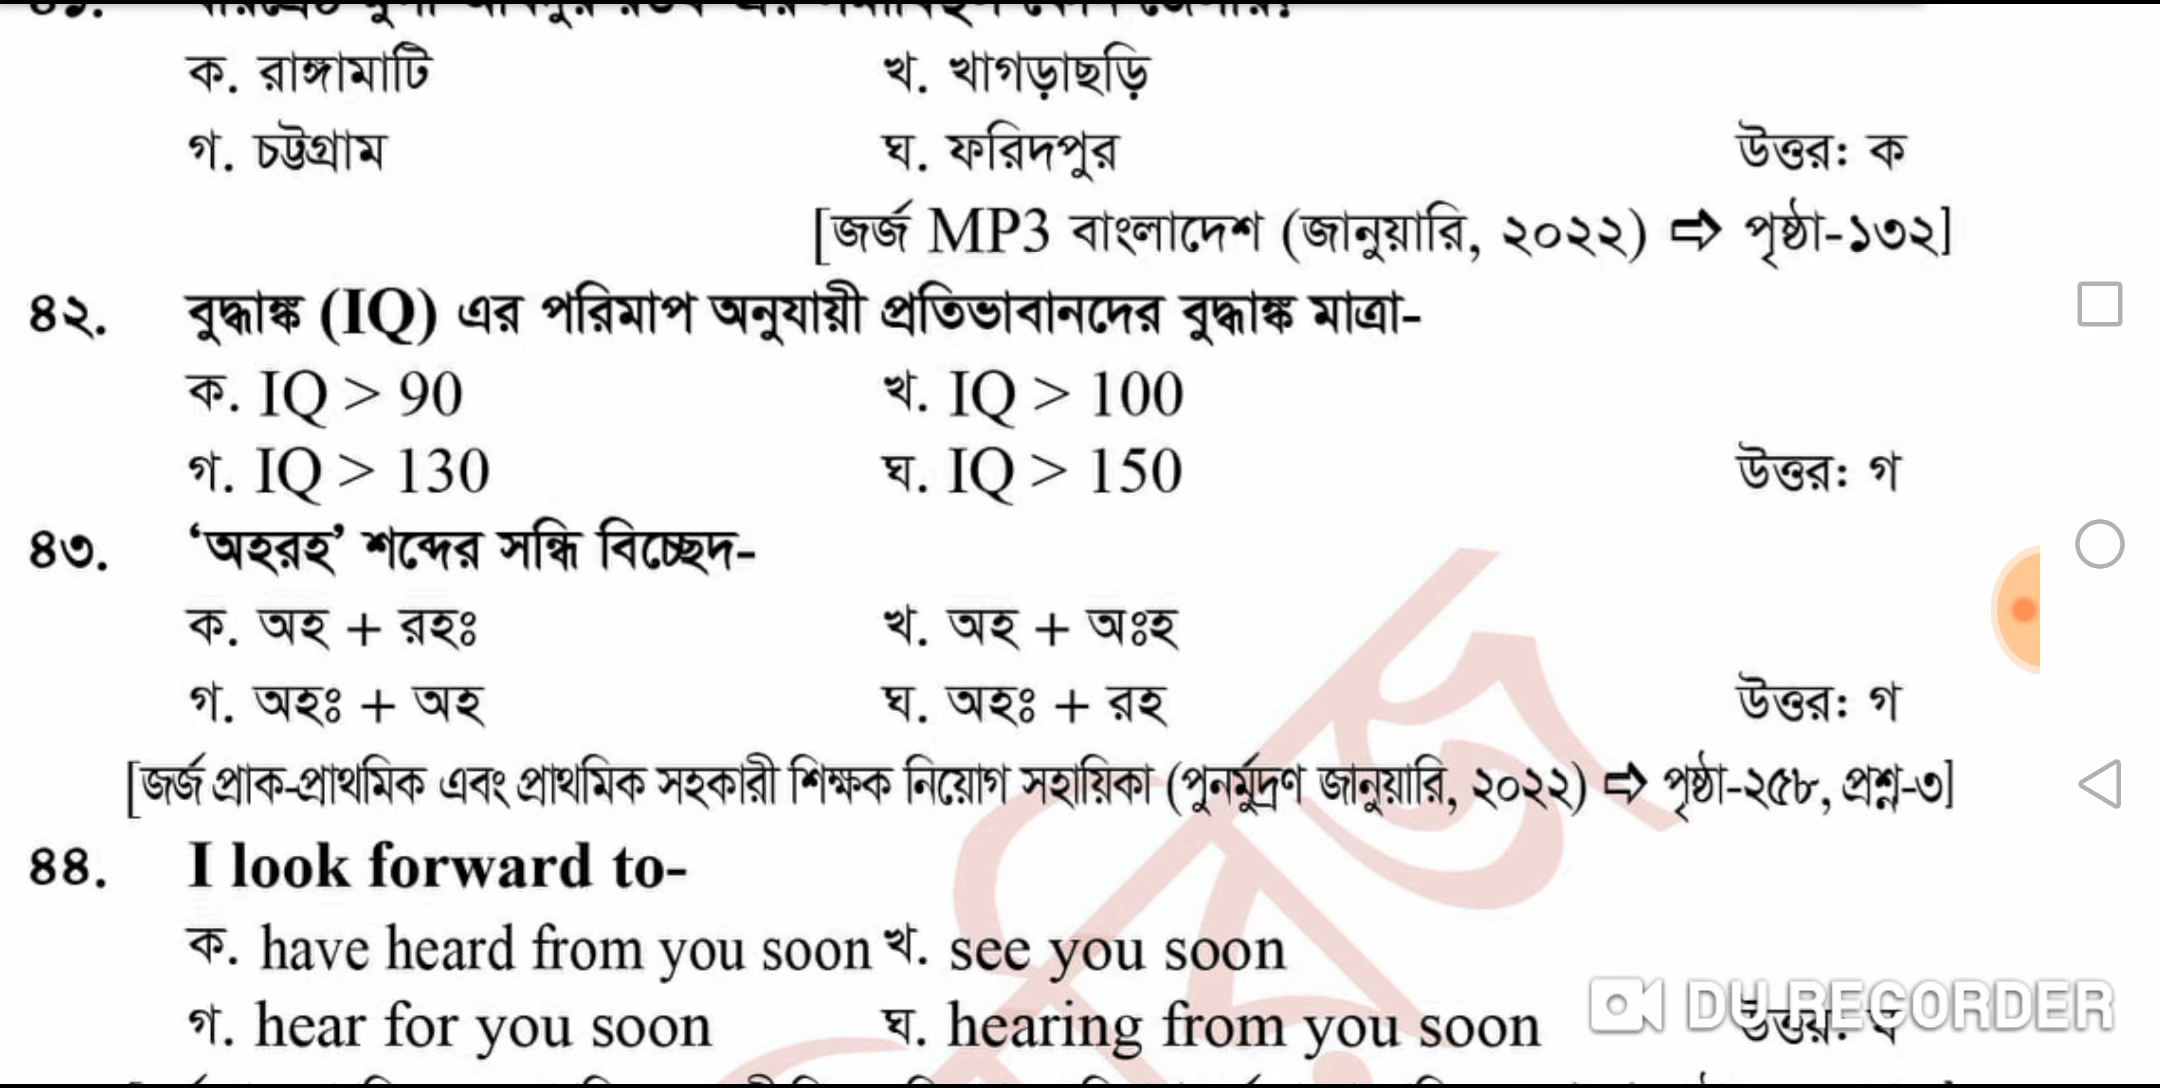 ক. রাঙ্গামাটি খ. খাগড়াছড়ি
গ. চট্টগ্রাম ঘ. ফরিদপুর উত্তর: ক
[জর্জ MP3 বাংলাদেশ (জানুয়ারি, ২০২২) ⇨ পৃষ্ঠা-১৩২]
৪২. বুদ্ধাঙ্ক (IQ) এর পরিমাপ অনুযায়ী প্রতিভাবানদের বুদ্ধাঙ্ক মাত্রা-
ক. IQ > 90 খ. IQ > 100
গ. IQ > 130 ঘ. IQ > 150 উত্তর: গ
৪৩. ‘অহরহ’ শব্দের সন্ধি বিচ্ছেদ-
ক. অহ + রহঃ খ. অহ + অঃহ
গ. অহঃ + অহ ঘ. অহঃ + রহ উত্তর: গ
[জর্জ প্রাক-প্রাথমিক এবং প্রাথমিক সহকারী শিক্ষক নিয়োগ সহায়িকা (পুনর্মুদ্রণ জানুয়ারি, ২০২২) ⇨ পৃষ্ঠা-২৫৮, প্রশ্ন-৩]
৪৪. I look forward to-
ক. have heard from you soon খ. see you soon
গ. hear for you soon ঘ. hearing from you soon উত্তর: ঘ
DU RECORDER